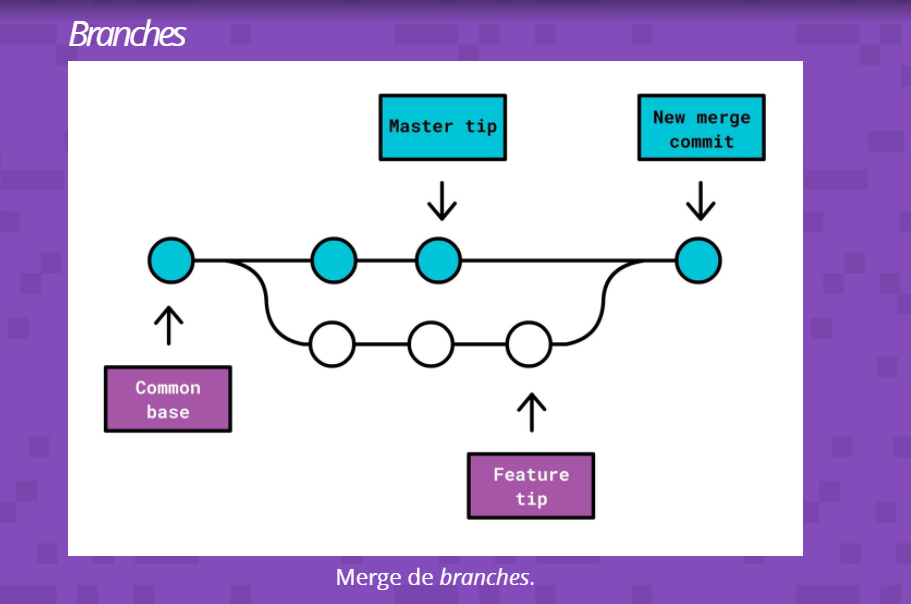 Branches
Master tip
New merge
commit
Common
base
Feature
tip
Merge de branches.